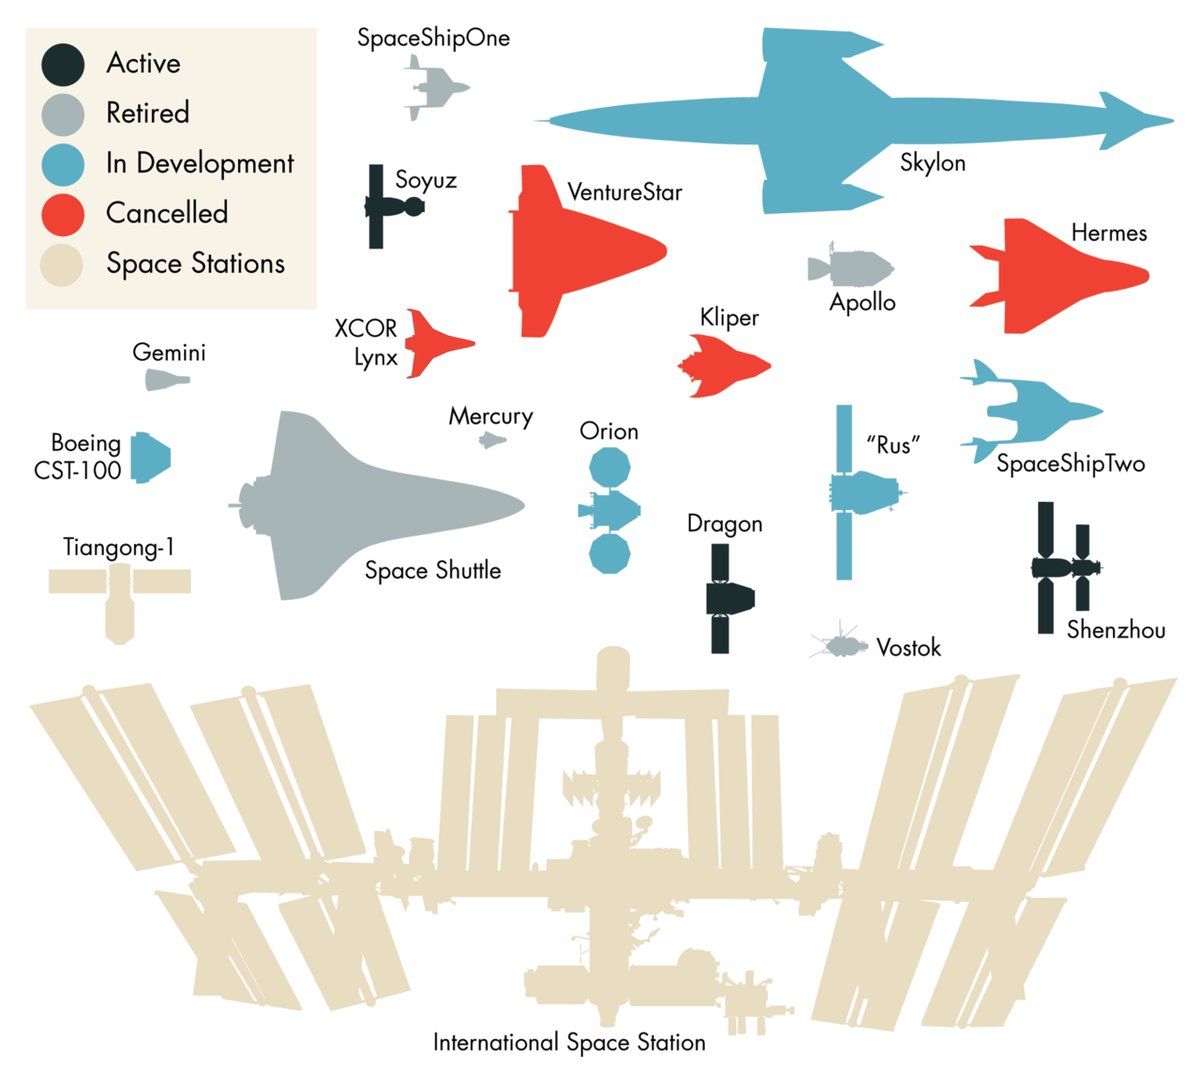 Active
Retired
In Development
Cancelled
Space Stations
SpaceShipOne
Skylon
Soyuz
VentureStar
Hermes
Apollo
XCOR
Lynx
Kliper
Gemini
Mercury
Orion
"Rus"
SpaceShipTwo
Boeing
CST-100
Dragon
Tiangong-1
Space Shuttle
Shenzhou
Vostok
International Space Station